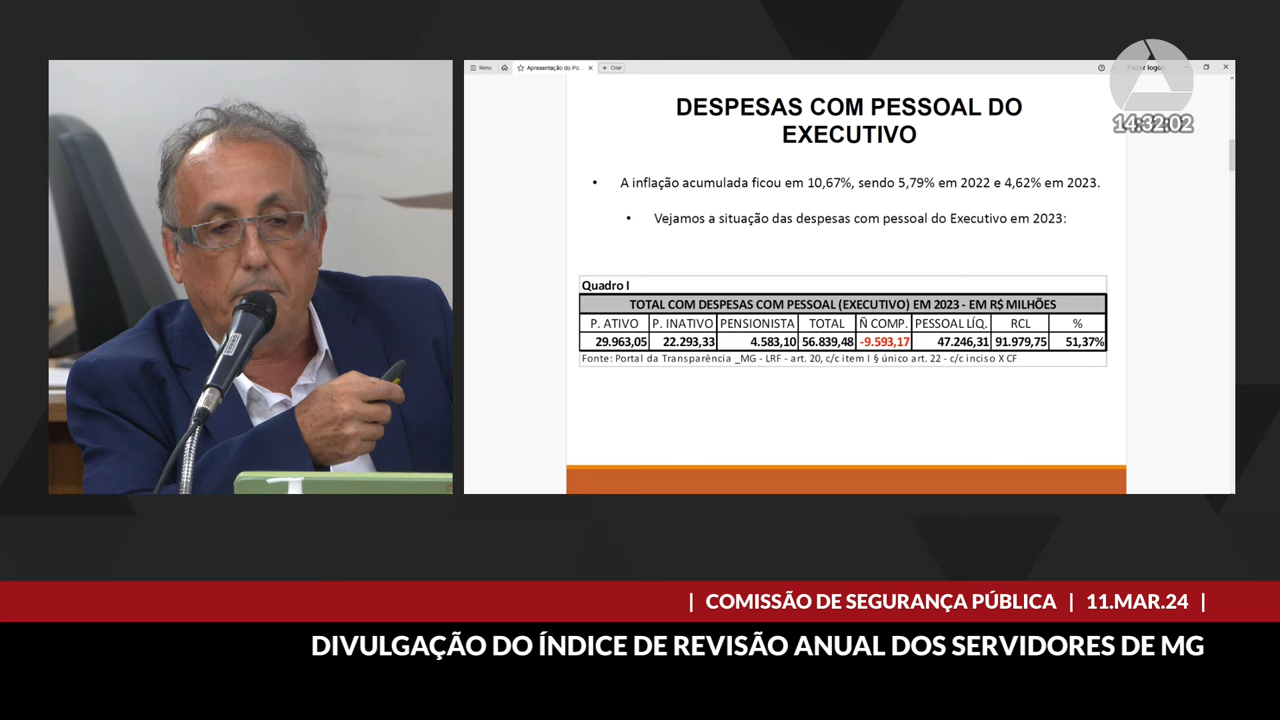 Menu
Apresentação do Po...
Criar
14:32:02
DESPESAS COM PESSOAL DO
EXECUTIVO
• A inflação acumulada ficou em 10,67%, sendo 5,79% em 2022 e 4,62% em 2023.
• Vejamos a situação das despesas com pessoal do Executivo em 2023:
Quadro I
TOTAL COM DESPESAS COM PESSOAL (EXECUTIVO) EM 2023 - EM R$ MILHÕES
P. ATIVO P. INATIVO PENSIONISTA TOTAL Ñ COMP. PESSOAL LÍQ. RCL %
29.963,05 22.293,33 4.583,10 56.839,48 -9.593,17 47.246,31 91.979,75 51,37%
Fonte: Portal da Transparência _MG - LRF - art. 20, c/c item I § único art. 22 - c/c inciso X CF
| COMISSÃO DE SEGURANÇA PÚBLICA | 11.MAR.24 |
DIVULGAÇÃO DO ÍNDICE DE REVISÃO ANUAL DOS SERVIDORES DE MG